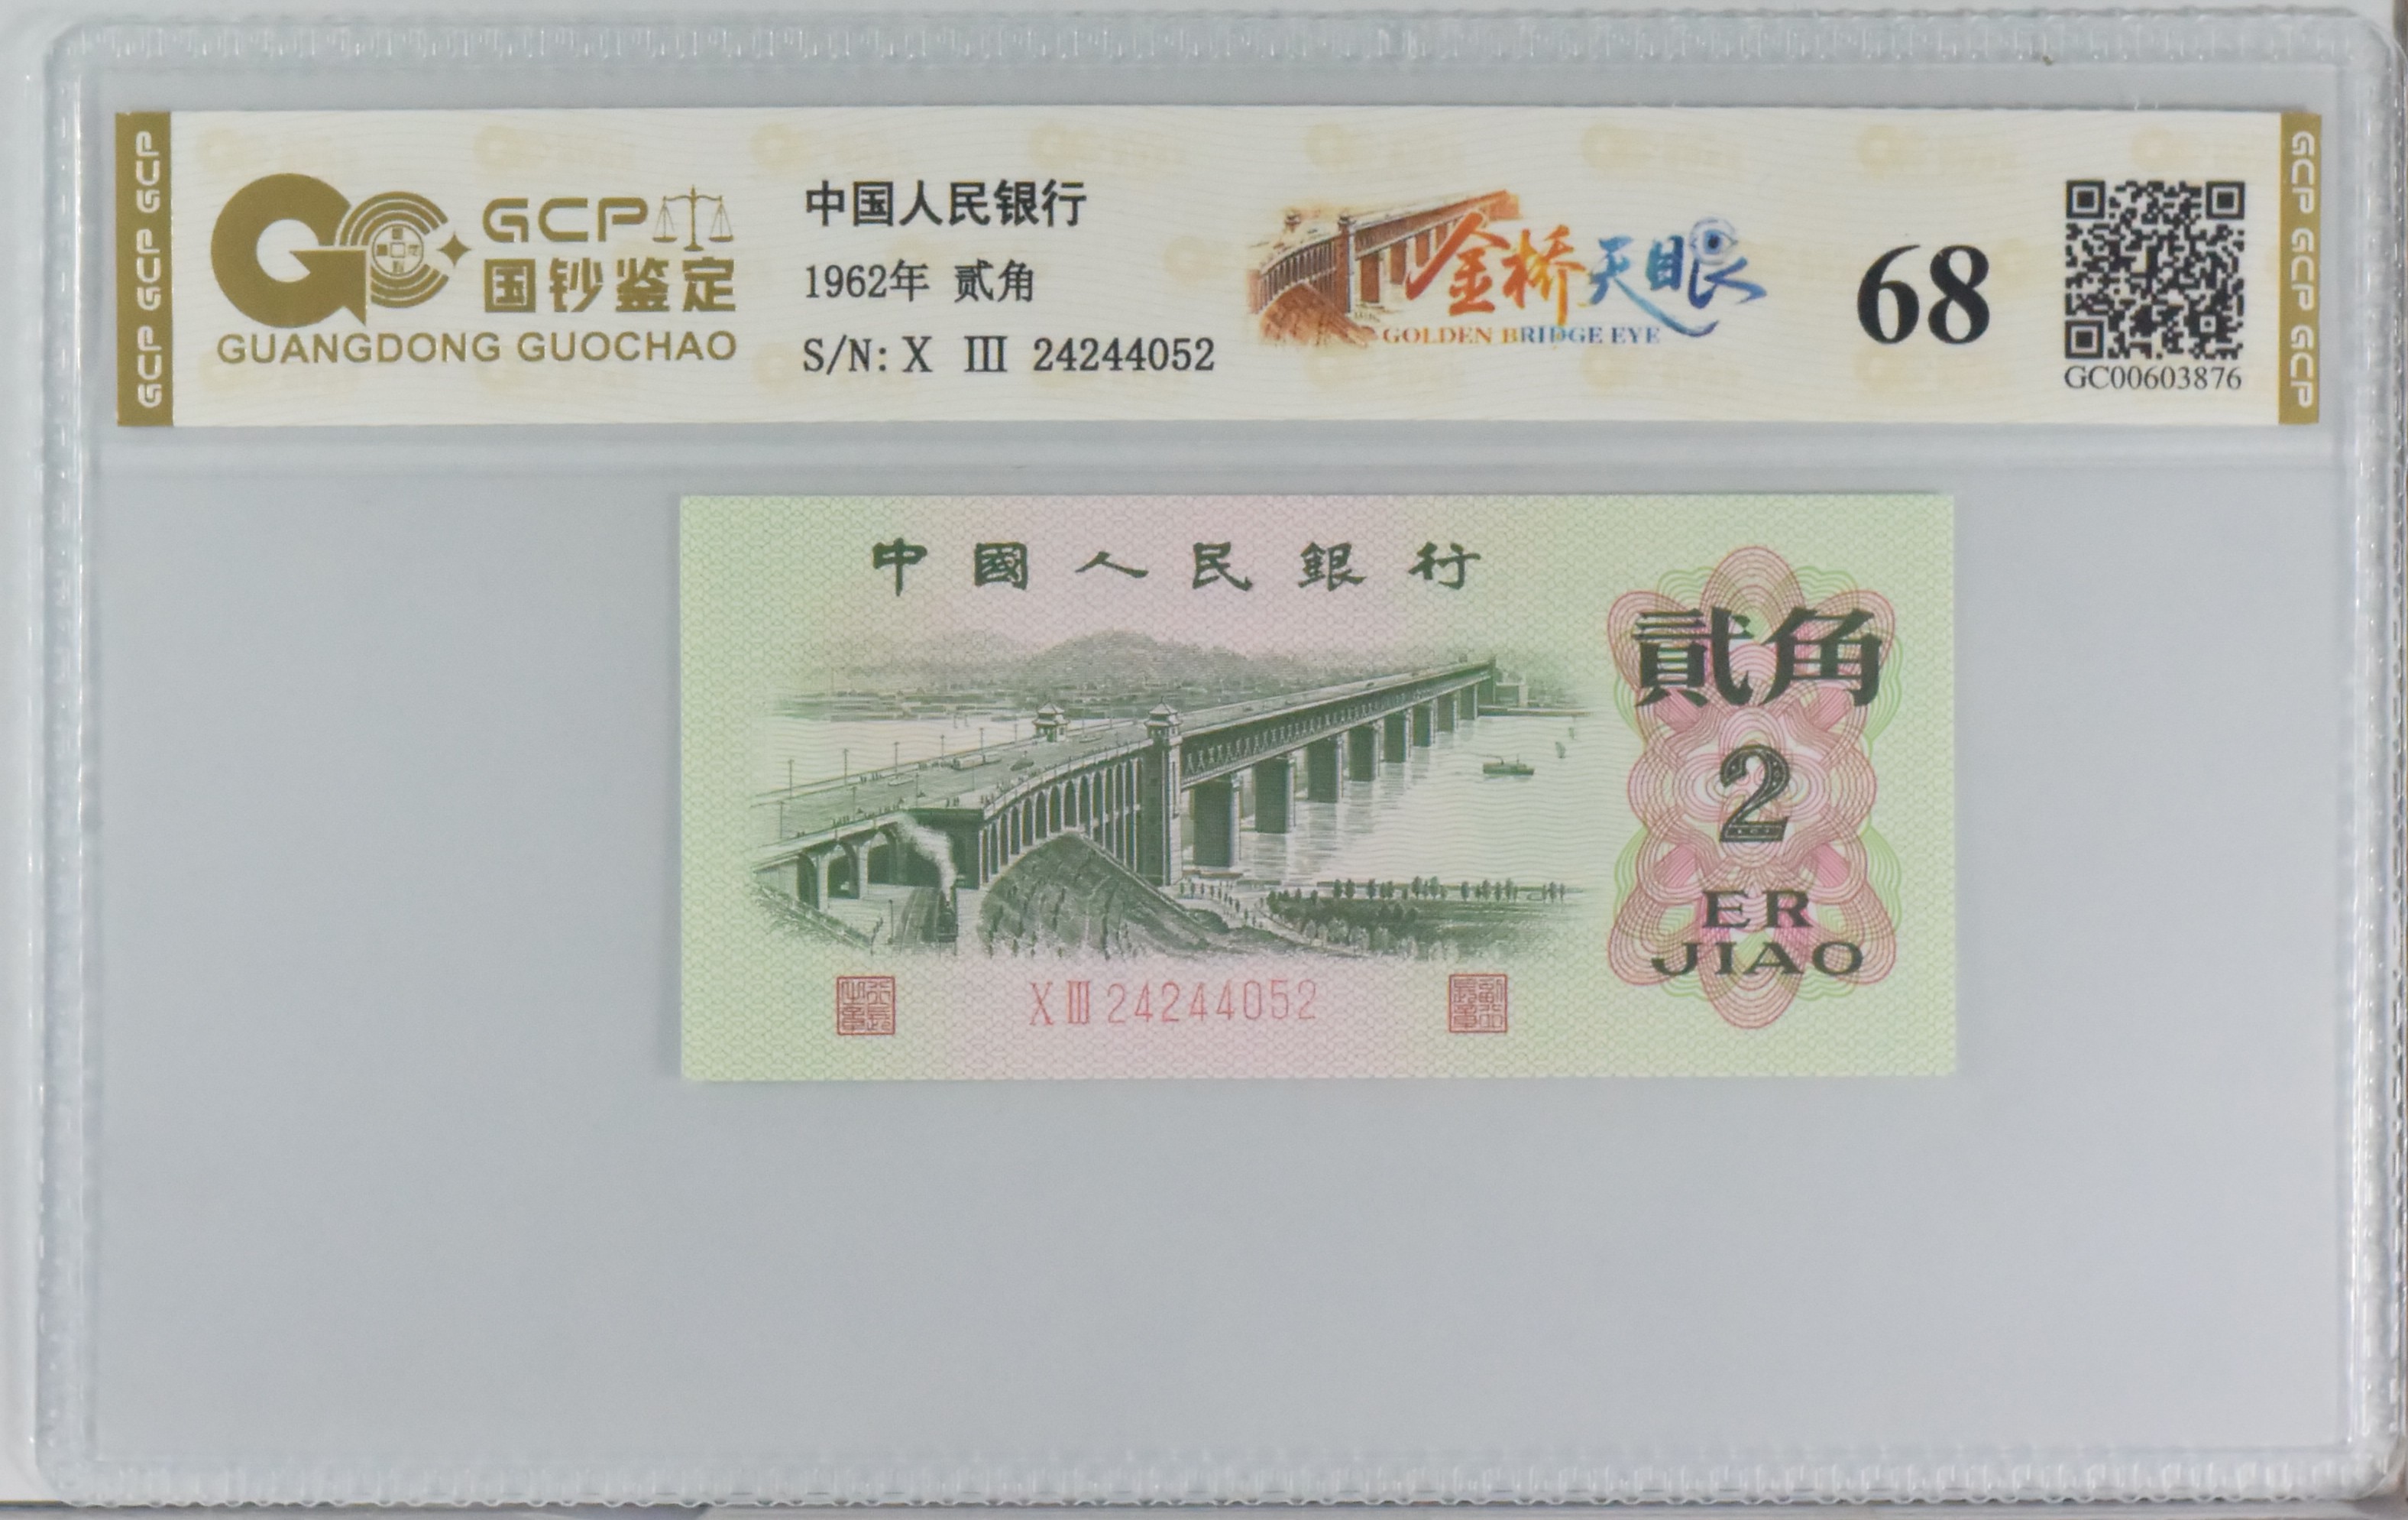 GCP GCP GCP
GCP
国钞鉴定
GUANGDONG GUOCHAO
中国人民银行
1962年 贰角
S/N: X III 24244052
金桥天眼
GOLDEN BRIDGE EYE
68
GC00603876
GCP GCP GCP
中國人民銀行
貳角
2
ER
JIAO
X III 24244052